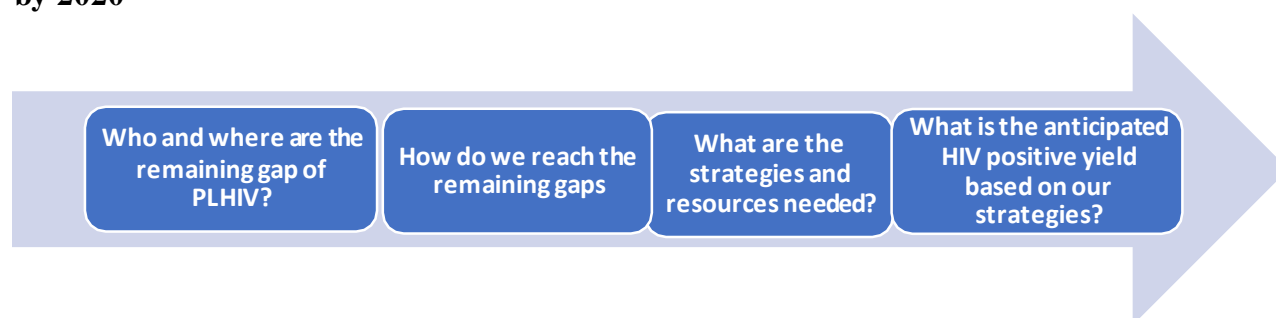 by 2020
Who and where are the
remaining gap of
PLHIV?
How do we reach the
remaining gaps
What are the
strategies and
resources needed?
What is the anticipated
HIV positive yield
based on our
strategies?